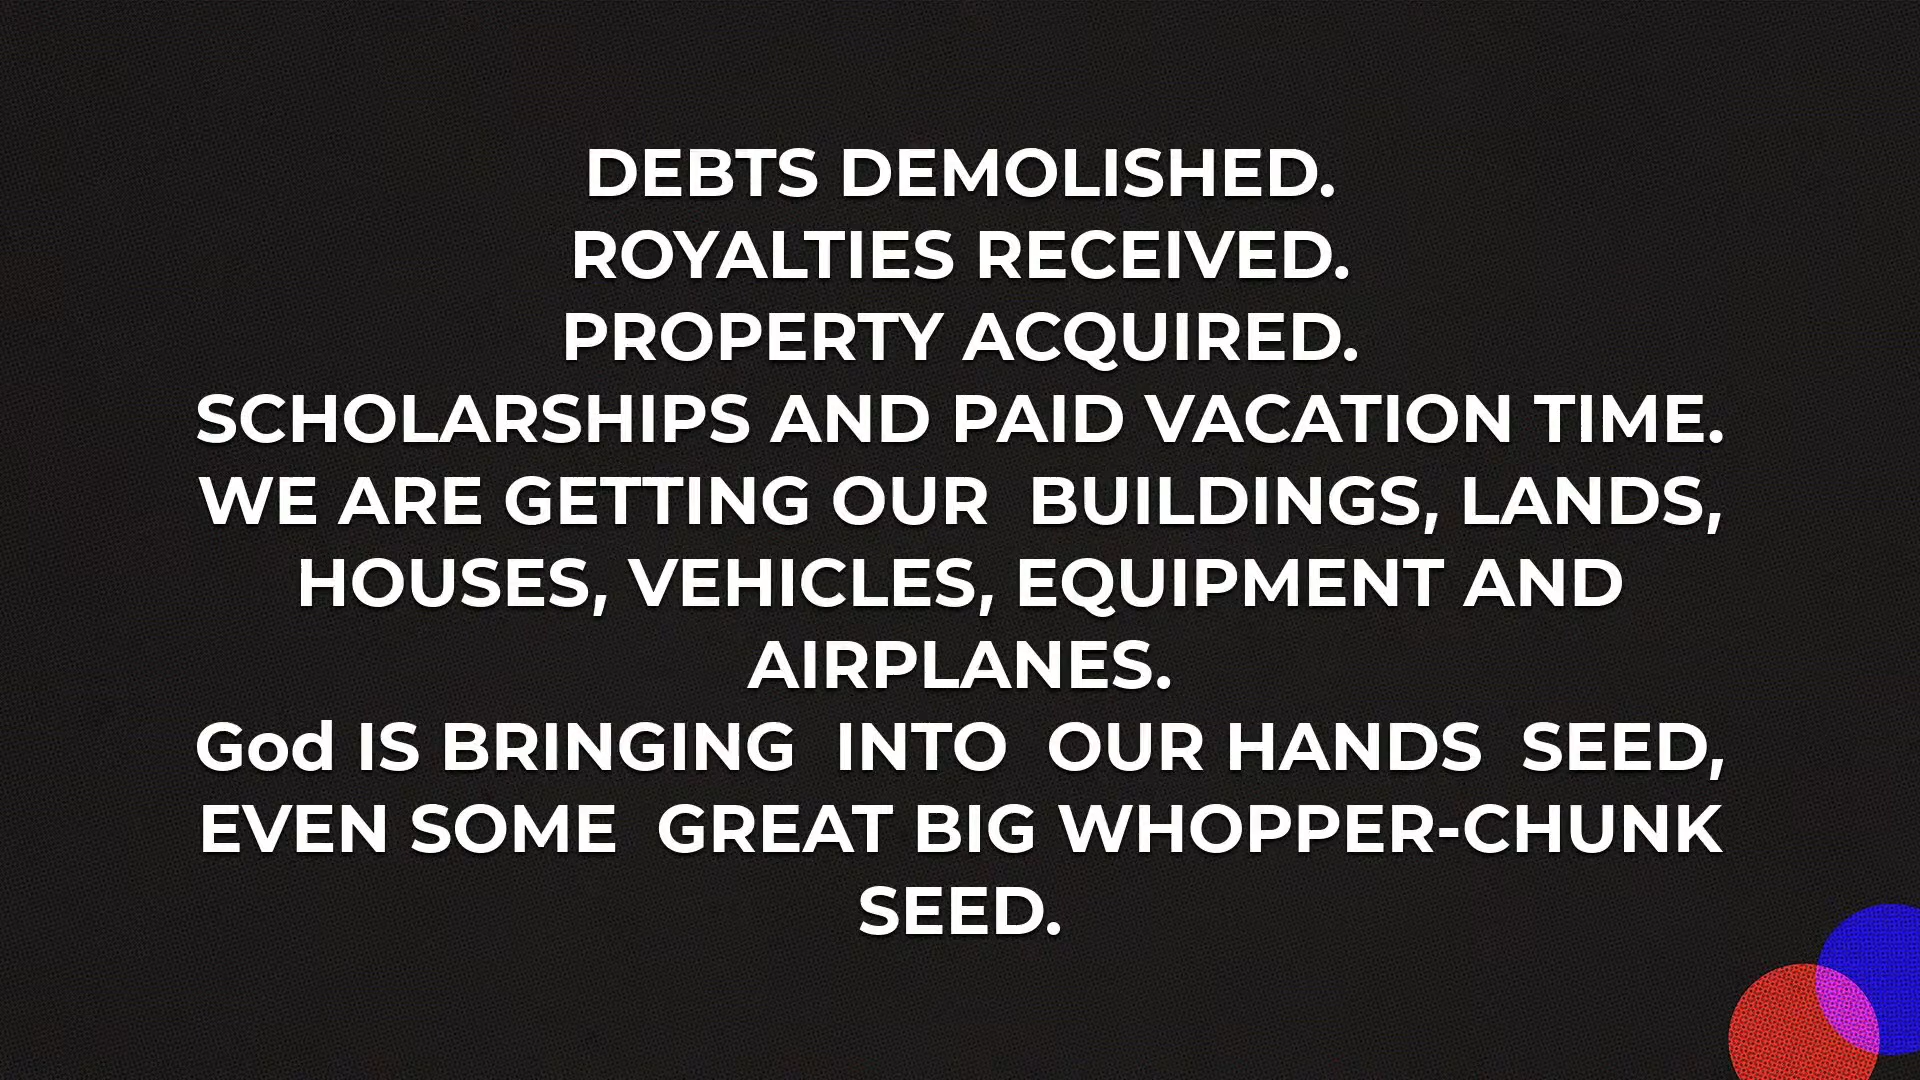 DEBTS DEMOLISHED.
ROYALTIES RECEIVED.
PROPERTY ACQUIRED.
SCHOLARSHIPS AND PAID VACATION TIME.
WE ARE GETTING OUR  BUILDINGS, LANDS,
HOUSES, VEHICLES, EQUIPMENT AND
AIRPLANES.
God IS BRINGING  INTO  OUR HANDS  SEED,
EVEN SOME  GREAT BIG WHOPPER-CHUNK
SEED.